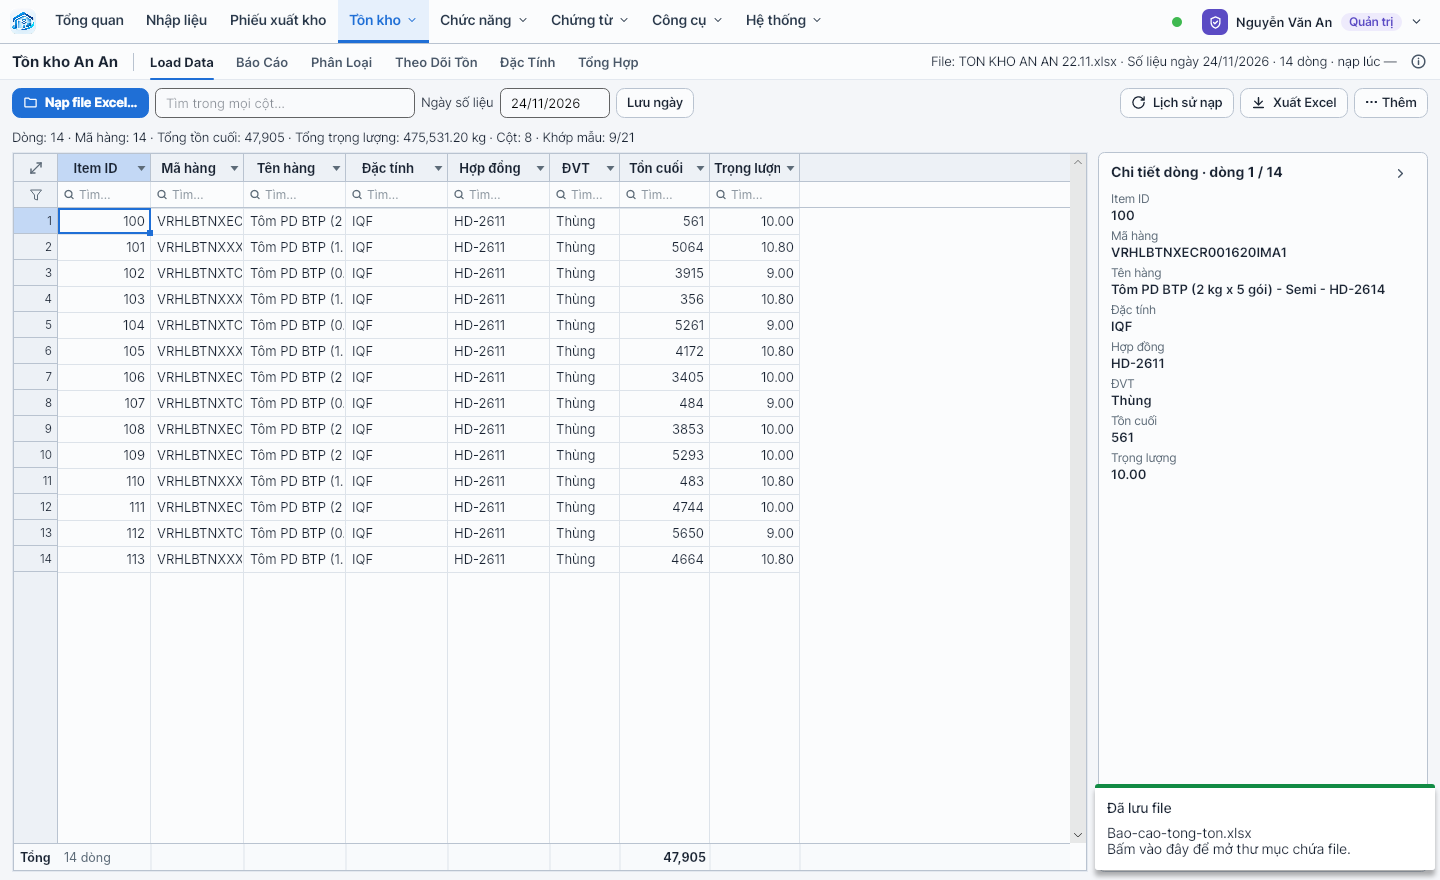 Tổng quan Nhập liệu Phiếu xuất kho Tồn kho Chức năng Chứng từ Công cụ Hệ thống Nguyễn Văn An Quản trị
Tồn kho An An Load Data Báo Cáo Phân Loại Theo Dõi Tồn Đặc Tính Tổng Hợp File: TON KHO AN AN 22.11.xlsx · Số liệu ngày 24/11/2026 · 14 dòng · nạp lúc —
Nạp file Excel... Tìm trong mọi cột... Ngày số liệu 24/11/2026 Lưu ngày Lịch sử nạp Xuất Excel Thêm
Dòng: 14 · Mã hàng: 14 · Tổng tồn cuối: 47,905 · Tổng trọng lượng: 475,531.20 kg · Cột: 8 · Khớp mẫu: 9/21
Item ID Mã hàng Tên hàng Đặc tính Hợp đồng ĐVT Tồn cuối Trọng lượn
Tìm... Tìm... Tìm... Tìm... Tìm... Tìm... Tìm... Tìm...
1 100 VRHLBTNXEC Tôm PD BTP (2 IQF HD-2611 Thùng 561 10.00
2 101 VRHLBTNXXX Tôm PD BTP (1. IQF HD-2611 Thùng 5064 10.80
3 102 VRHLBTNXTC Tôm PD BTP (0. IQF HD-2611 Thùng 3915 9.00
4 103 VRHLBTNXXX Tôm PD BTP (1. IQF HD-2611 Thùng 356 10.80
5 104 VRHLBTNXTC Tôm PD BTP (0. IQF HD-2611 Thùng 5261 9.00
6 105 VRHLBTNXXX Tôm PD BTP (1. IQF HD-2611 Thùng 4172 10.80
7 106 VRHLBTNXEC Tôm PD BTP (2 IQF HD-2611 Thùng 3405 10.00
8 107 VRHLBTNXTC Tôm PD BTP (0. IQF HD-2611 Thùng 484 9.00
9 108 VRHLBTNXEC Tôm PD BTP (2 IQF HD-2611 Thùng 3853 10.00
10 109 VRHLBTNXEC Tôm PD BTP (2 IQF HD-2611 Thùng 5293 10.00
11 110 VRHLBTNXXX Tôm PD BTP (1. IQF HD-2611 Thùng 483 10.80
12 111 VRHLBTNXEC Tôm PD BTP (2 IQF HD-2611 Thùng 4744 10.00
13 112 VRHLBTNXTC Tôm PD BTP (0. IQF HD-2611 Thùng 5650 9.00
14 113 VRHLBTNXXX Tôm PD BTP (1. IQF HD-2611 Thùng 4664 10.80
Tổng 14 dòng 47,905
Chi tiết dòng · dòng 1 / 14
Item ID
100
Mã hàng
VRHLBTNXECR001620IMA1
Tên hàng
Tôm PD BTP (2 kg x 5 gói) - Semi - HD-2614
Đặc tính
IQF
Hợp đồng
HD-2611
ĐVT
Thùng
Tồn cuối
561
Trọng lượng
10.00
Đã lưu file
Bao-cao-tong-ton.xlsx
Bấm vào đây để mở thư mục chứa file.